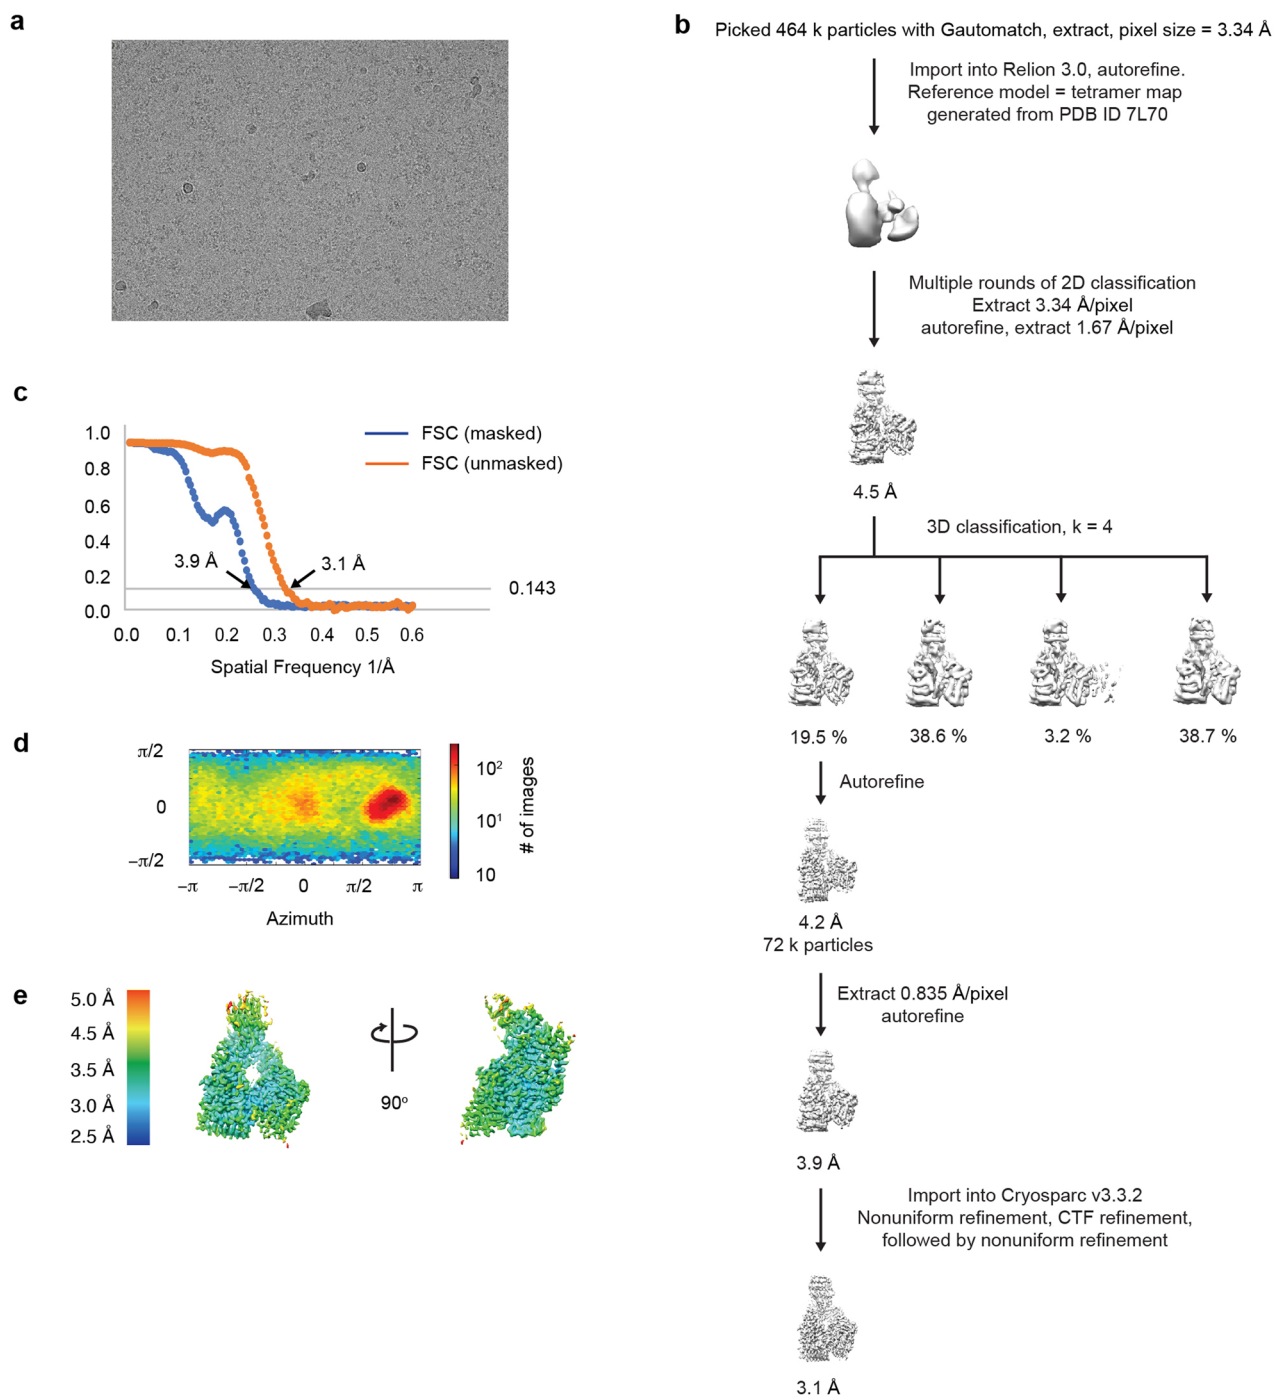 a
b
Picked 464 k particles with Gautomatch, extract, pixel size = 3.34 Å
Import into Relion 3.0, autorefine.
Reference model = tetramer map
generated from PDB ID 7L70
Multiple rounds of 2D classification
Extract 3.34 Å/pixel
autorefine, extract 1.67 Å/pixel
4.5 Å
3D classification, k = 4
19.5 %
38.6 %
3.2 %
38.7 %
Autorefine
4.2 Å
72 k particles
Extract 0.835 Å/pixel
autorefine
3.9 Å
Import into Cryosparc v3.3.2
Nonuniform refinement, CTF refinement,
followed by nonuniform refinement
3.1 Å
c
1.0
0.8
0.6
0.4
0.2
0.0
FSC (masked)
FSC (unmasked)
3.9 Å
3.1 Å
0.143
0.0 0.1 0.2 0.3 0.4 0.5 0.6
Spatial Frequency 1/Å
d
π/2
0
–π/2
–π –π/2 0 π/2 π
Azimuth
10²
10¹
10
# of images
e
5.0 Å
4.5 Å
3.5 Å
3.0 Å
2.5 Å
90º